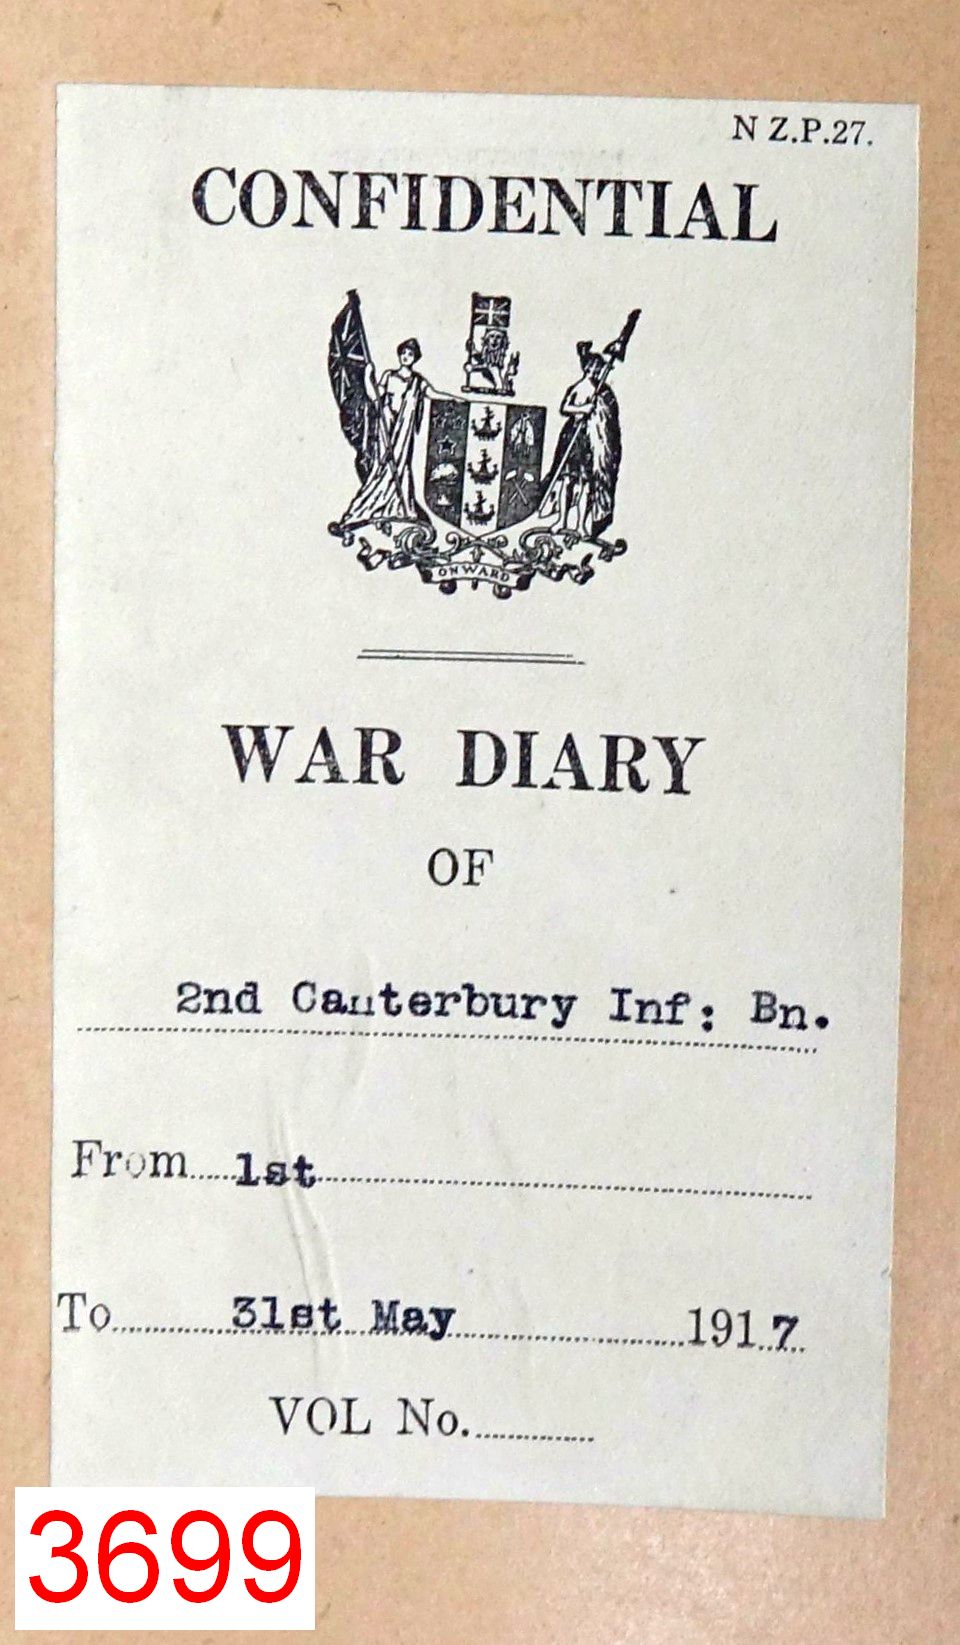 N Z.P.27.
CONFIDENTIAL
ONWARD
WAR DIARY
OF
2nd Canterbury Inf: Bn.
From 1st
To 31st May 1917
VOL No.
3699